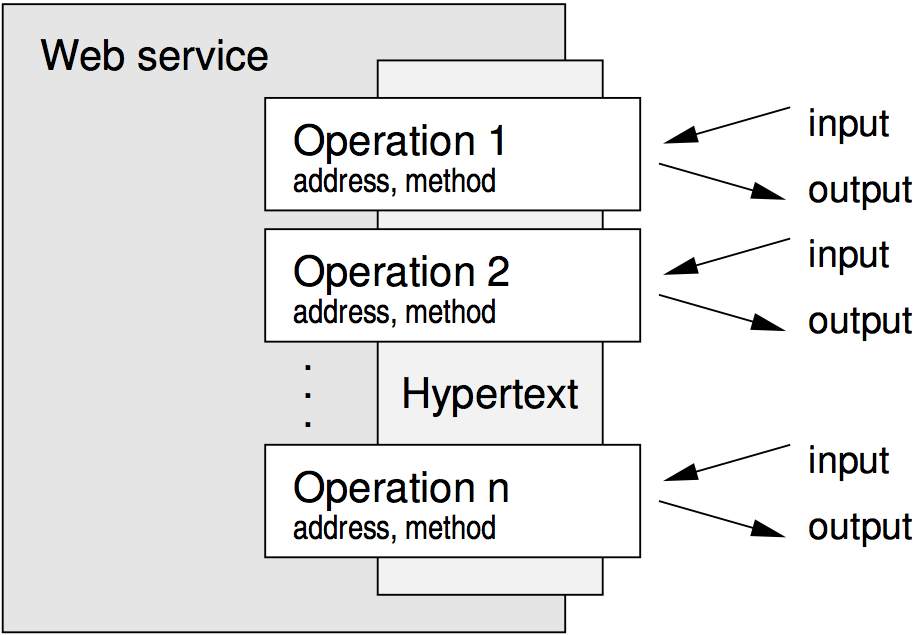 Web service
Operation 1
address, method
input
output
Operation 2
address, method
input
output
.
.
.
Hypertext
Operation n
address, method
input
output